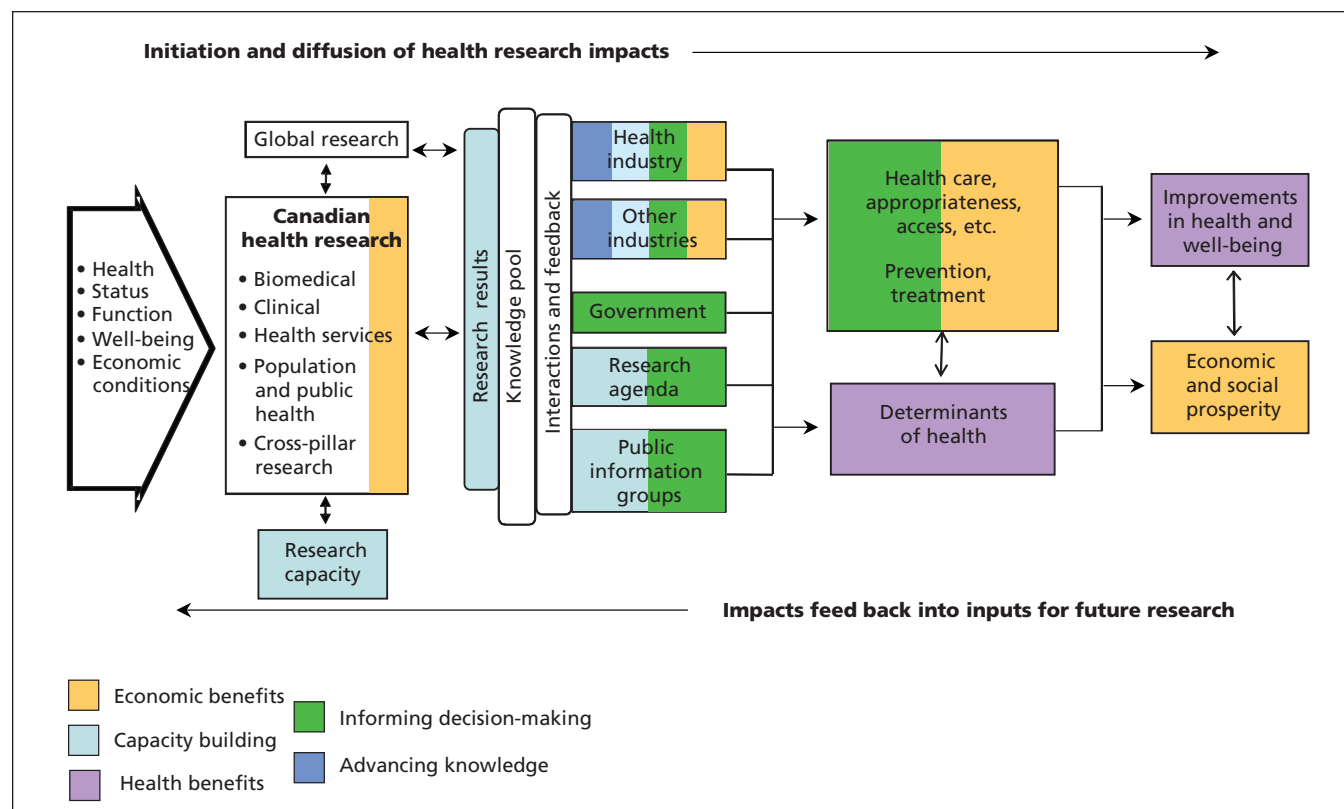 Initiation and diffusion of health research impacts
Global research
Canadian
health research
• Biomedical
• Clinical
• Health services
• Population
and public
health
• Cross-pillar
research
• Health
• Status
• Function
• Well-being
• Economic
conditions
Research
capacity
Research results
Knowledge pool
Interactions and feedback
Health
industry
Other
industries
Government
Research
agenda
Public
information
groups
Health care,
appropriateness,
access, etc.
Prevention,
treatment
Determinants
of health
Improvements
in health and
well-being
Economic
and social
prosperity
Impacts feed back into inputs for future research
Economic benefits
Capacity building
Health benefits
Informing decision-making
Advancing knowledge